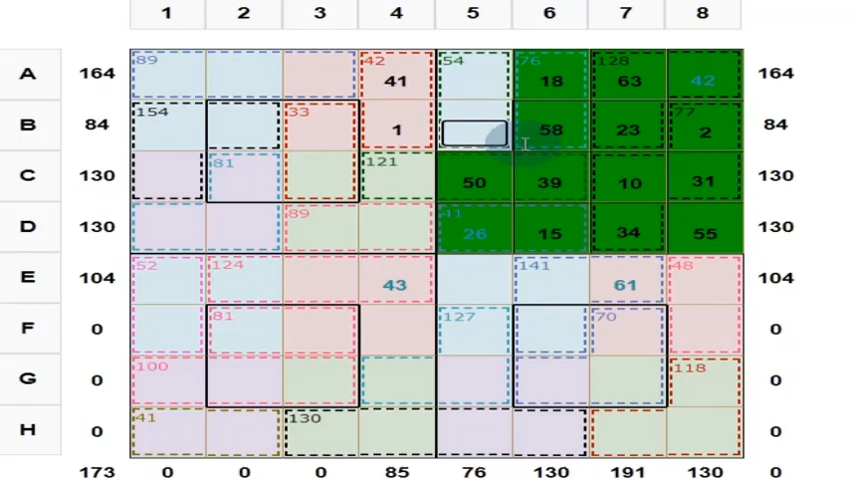 1 2 3 4 5 6 7 8
A 164 89 42 41 54 76 18 128 63 42 164
B 84 154 33 1 58 23 77 2 84
C 130 81 121 50 39 10 31 130
D 130 89 41 26 15 34 55 130
E 104 52 124 43 141 61 48 104
F 0 81 127 70 0
G 0 100 118 0
H 0 41 130 0
173 0 0 0 85 76 130 191 130 0